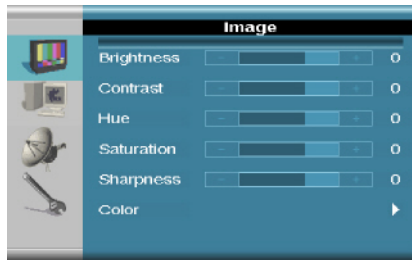 Image
Brightness - + 0
Contrast - + 0
Hue - + 0
Saturation - + 0
Sharpness - + 0
Color